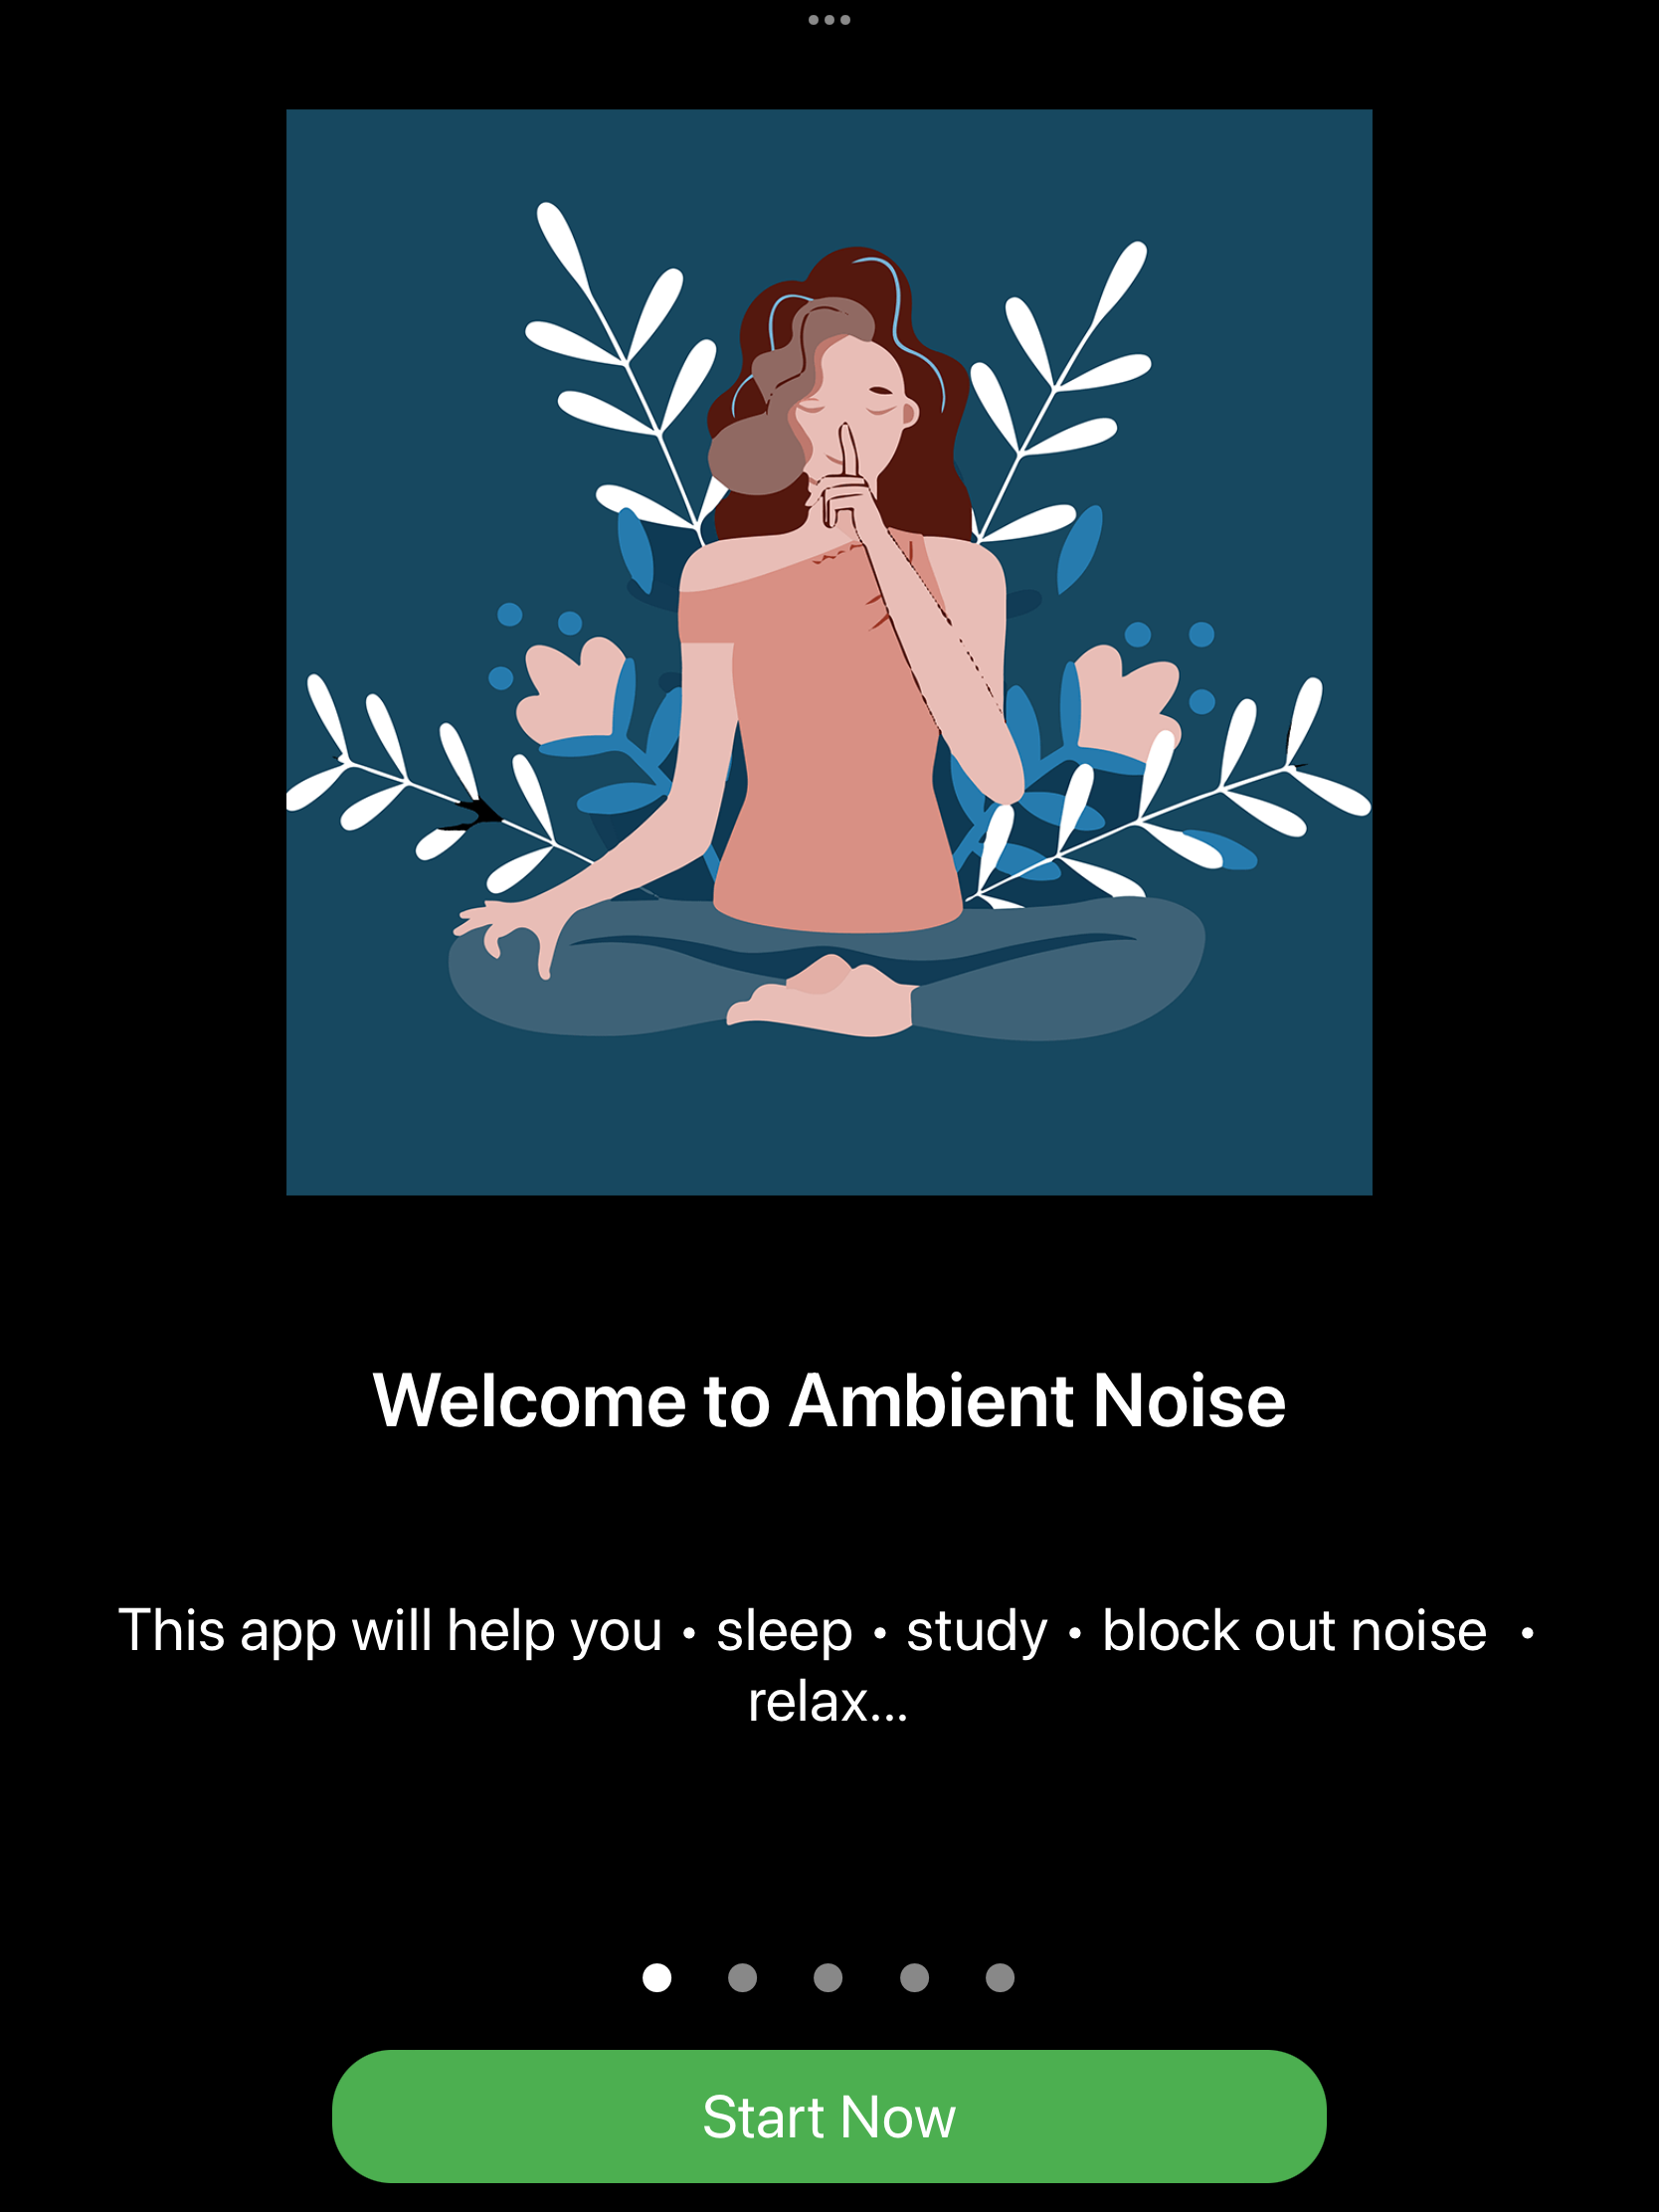 Welcome to Ambient Noise
This app will help you • sleep • study • block out noise •
relax...
Start Now